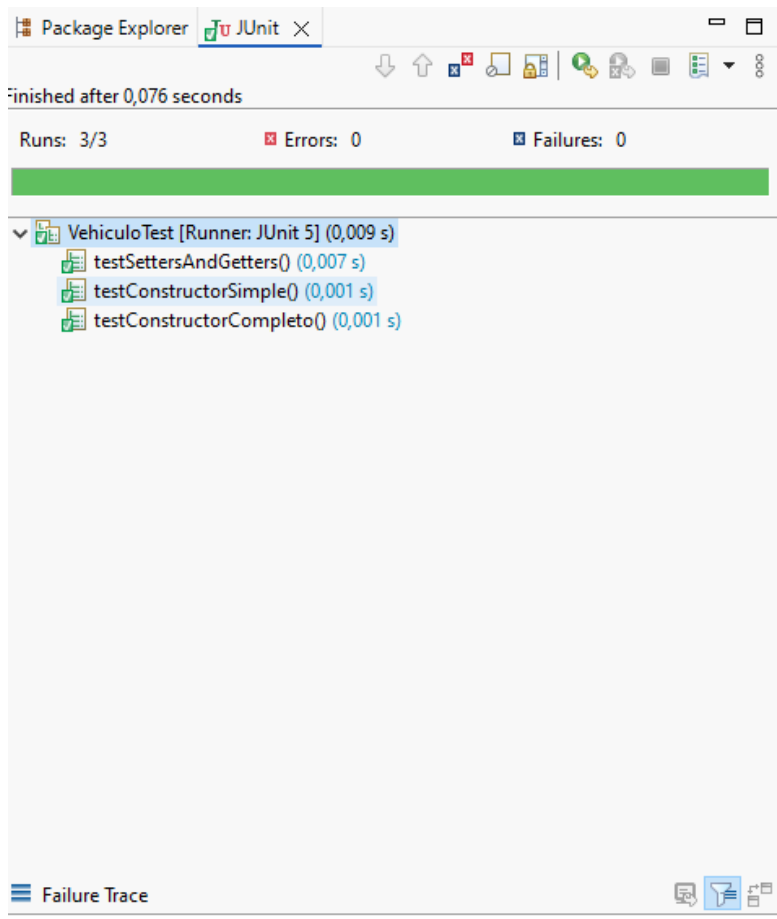 Package Explorer JUnit
Finished after 0,076 seconds
Runs: 3/3 Errors: 0 Failures: 0
VehiculoTest [Runner: JUnit 5] (0,009 s)
testSettersAndGetters() (0,007 s)
testConstructorSimple() (0,001 s)
testConstructorCompleto() (0,001 s)
Failure Trace